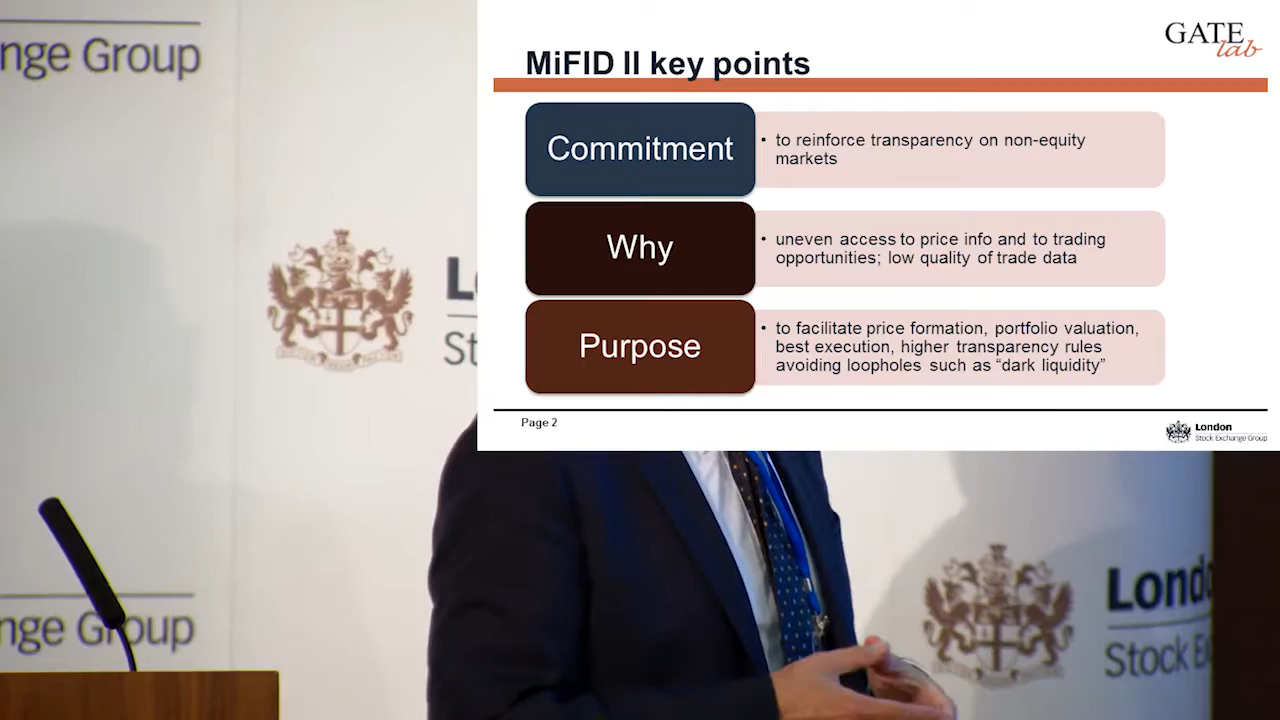 nge Group
GATE
lab
MiFID II key points
Commitment
• to reinforce transparency on non-equity
markets
Why
• uneven access to price info and to trading
opportunities; low quality of trade data
Purpose
• to facilitate price formation, portfolio valuation,
best execution, higher transparency rules
avoiding loopholes such as “dark liquidity”
Page 2
London
Stock Exchange Group
L
St
nge Group
Londo
Stock E